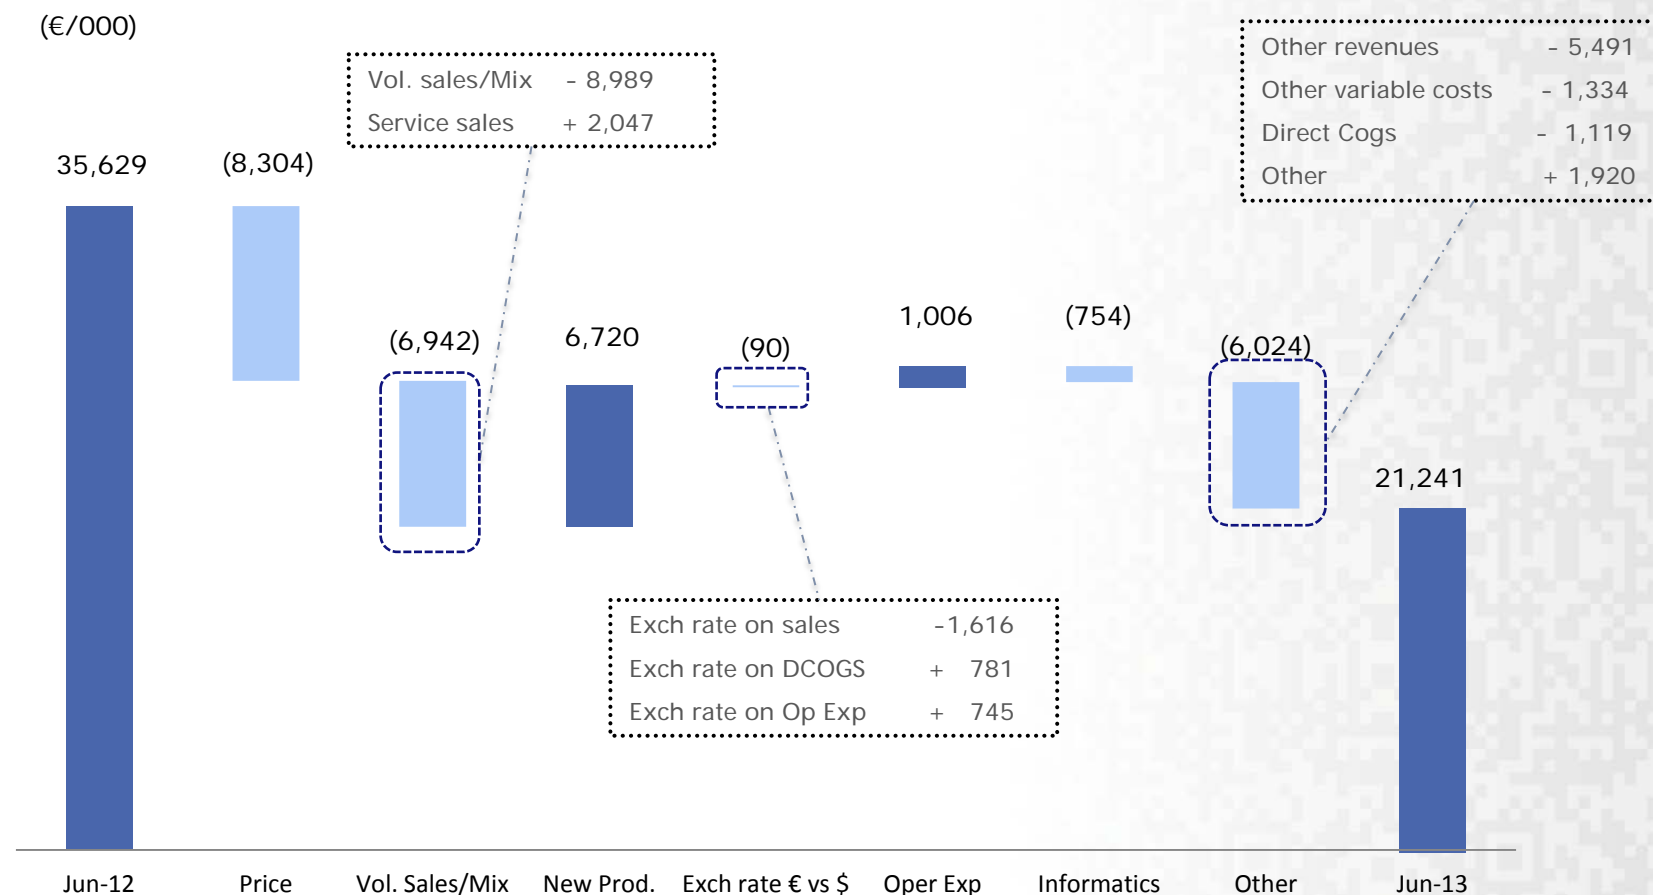 (€/000)
Other revenues - 5,491
Other variable costs - 1,334
Direct Cogs - 1,119
Other + 1,920
Vol. sales/Mix - 8,989
Service sales + 2,047
35,629
(8,304)
(6,942)
6,720
(90)
1,006
(754)
(6,024)
21,241
Exch rate on sales -1,616
Exch rate on DCOGS + 781
Exch rate on Op Exp + 745
Jun-12 Price Vol. Sales/Mix New Prod. Exch rate € vs $ Oper Exp Informatics Other Jun-13